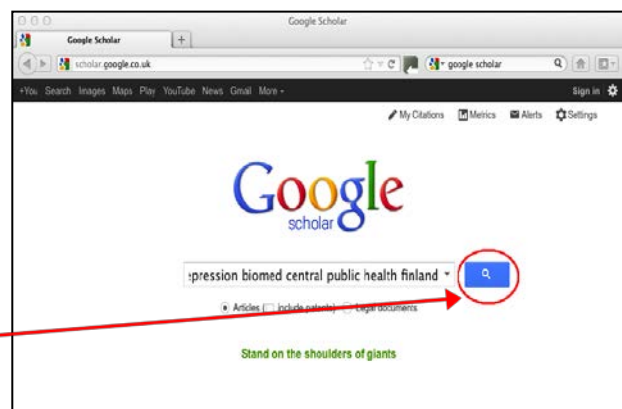 Google Scholar
Google Scholar
scholar.google.co.uk
google scholar
+You Search Images Maps Play YouTube News Gmail More
Sign in
My Citations Metrics Alerts Settings
Google
scholar
pression biomed central public health finland
Articles (include patents) Legal documents
Stand on the shoulders of giants